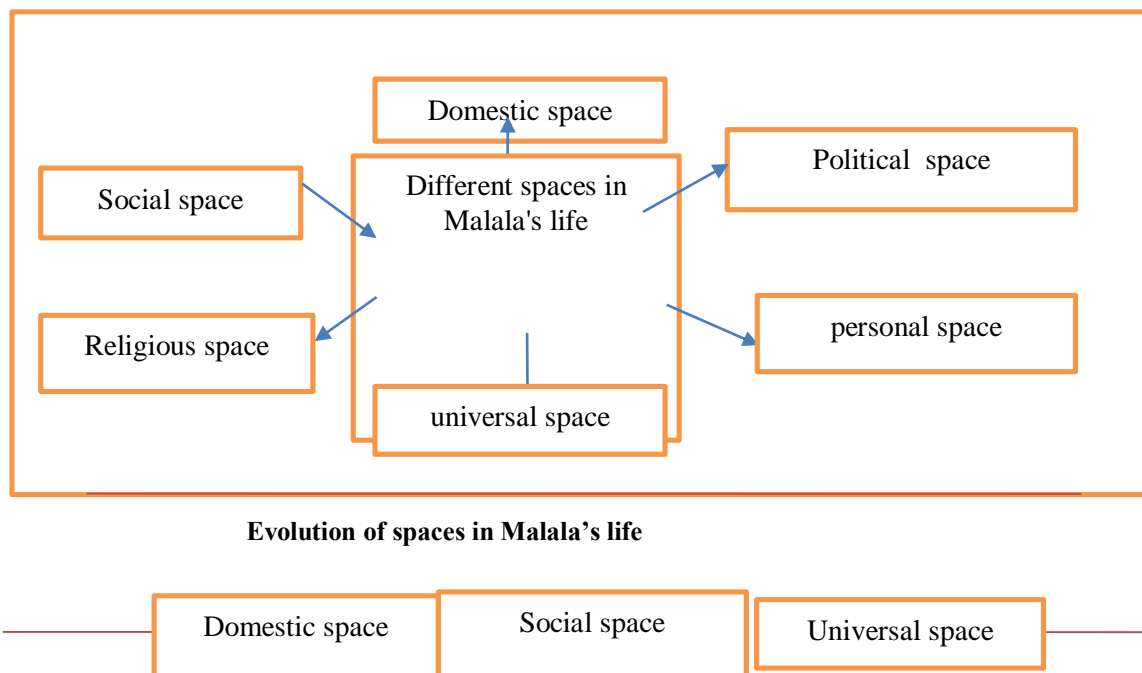 Domestic space
Political space
Social space
Different spaces in
Malala's life
Religious space
personal space
universal space
Evolution of spaces in Malala’s life
Domestic space
Social space
Universal space